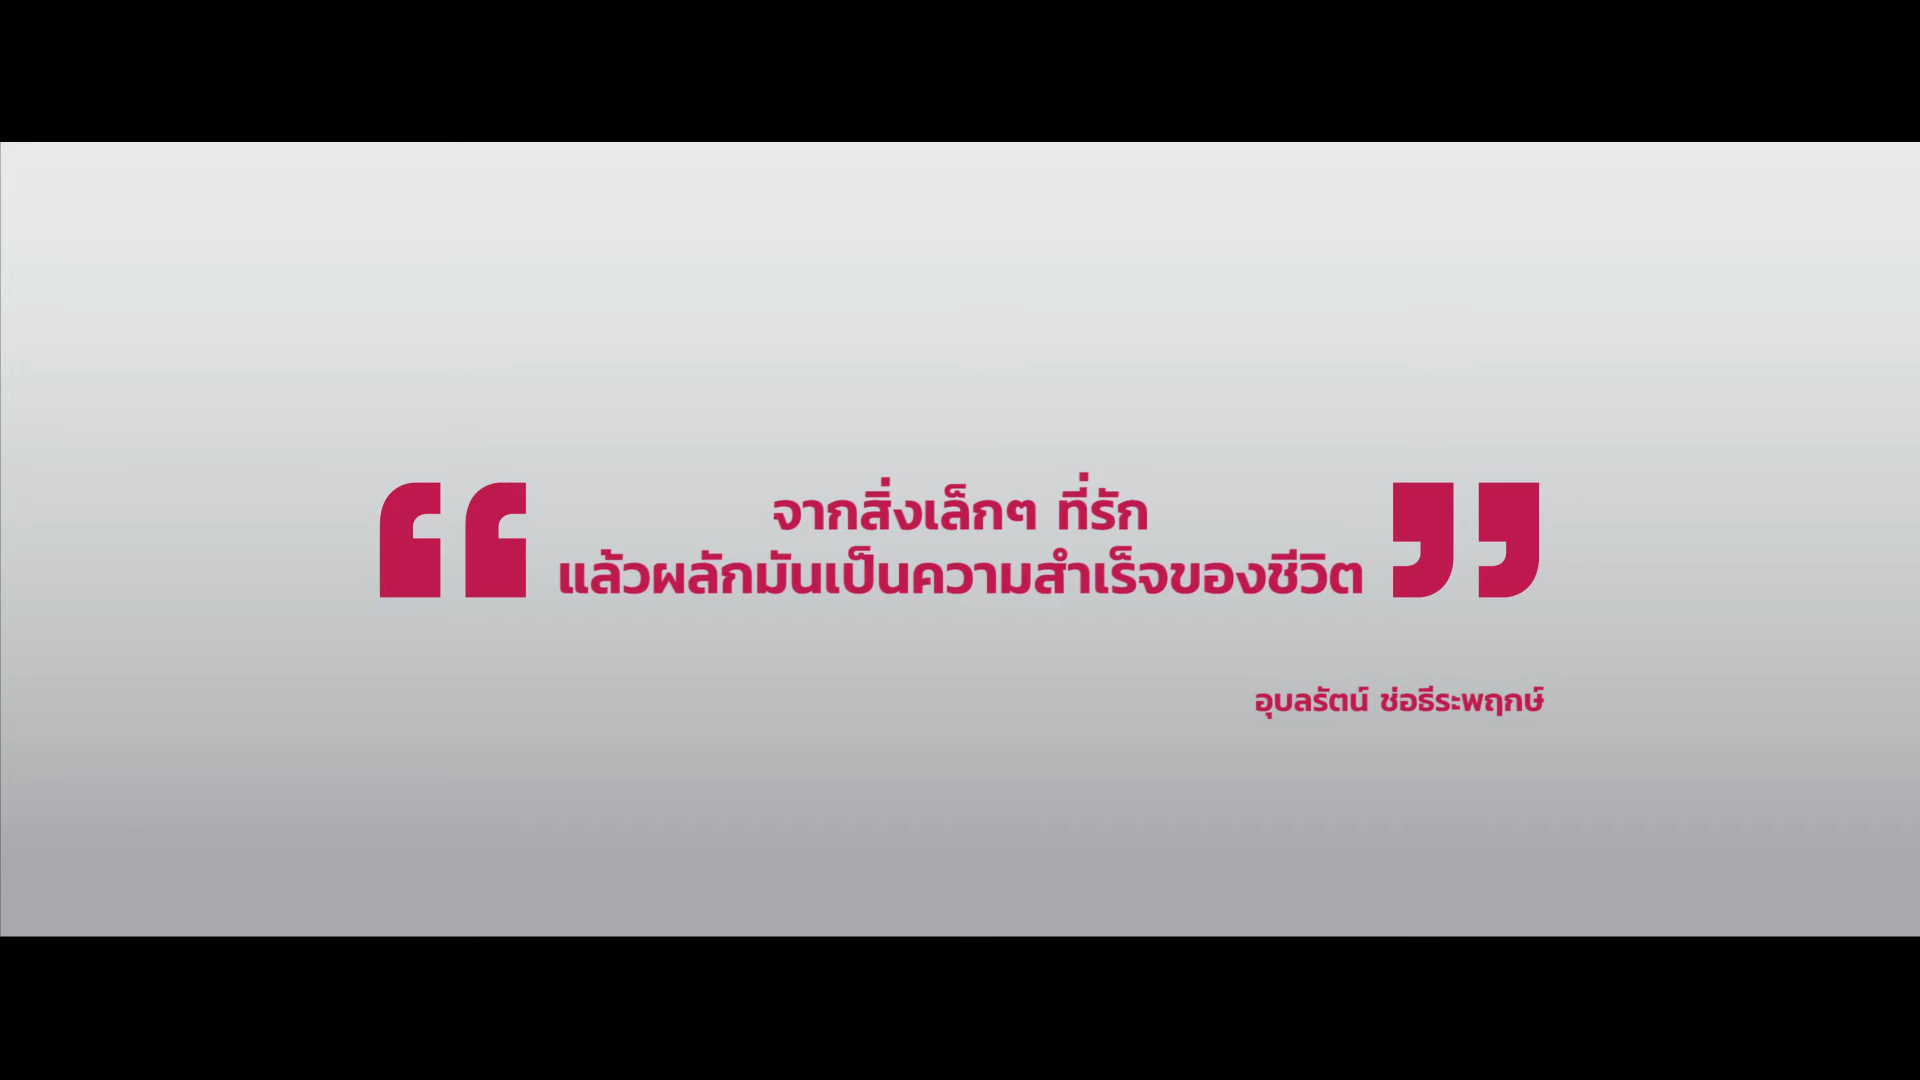 “ จากสิ่งเล็กๆ ที่รัก
แล้วผลักมันเป็นความสำเร็จของชีวิต ”
อุบลรัตน์ ช่อธีระพฤกษ์